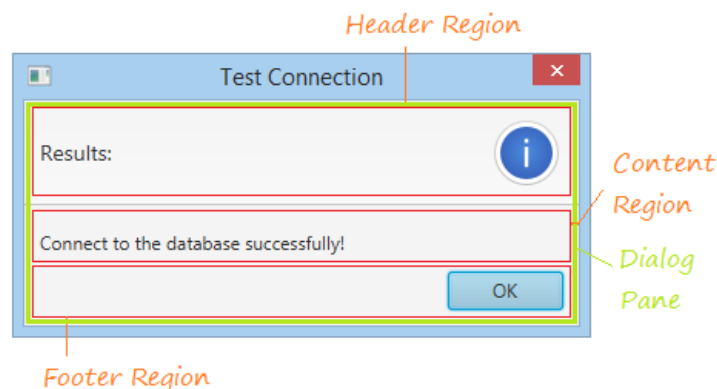 Header Region
Test Connection
Results:
i
Content
Region
Connect to the database successfully!
Dialog
Pane
OK
Footer Region